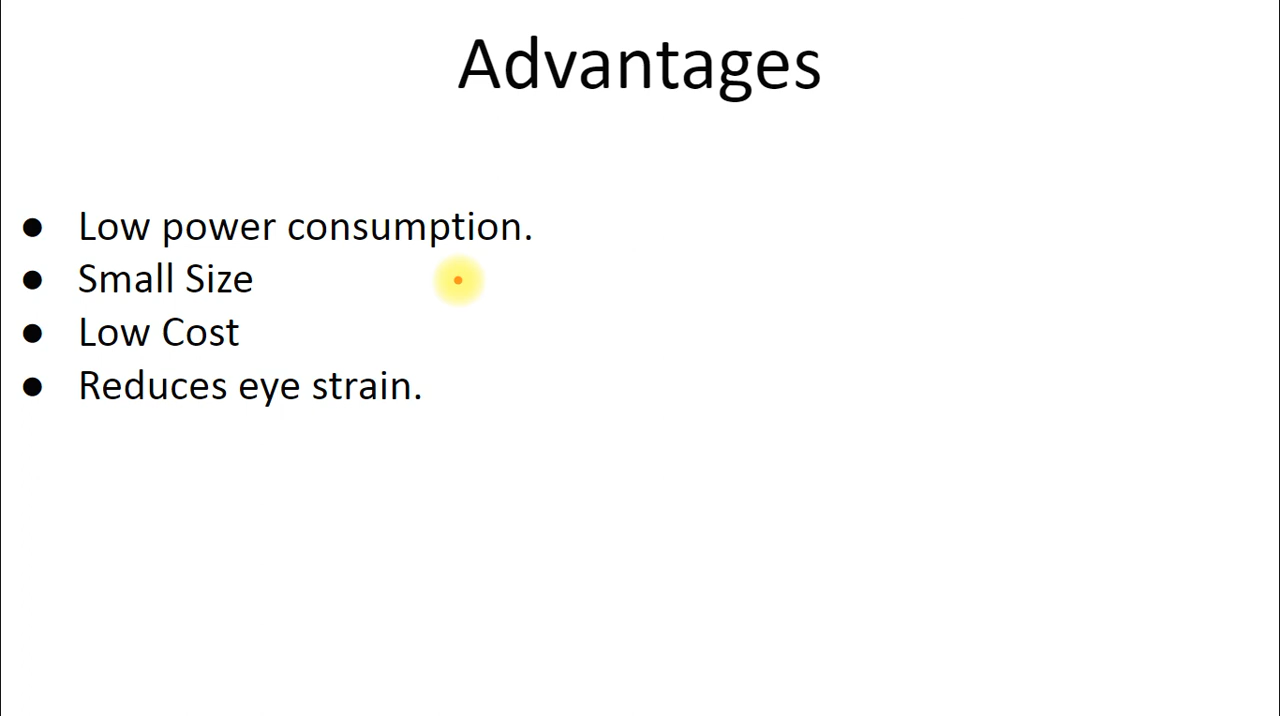 Advantages
● Low power consumption.
● Small Size
● Low Cost
● Reduces eye strain.